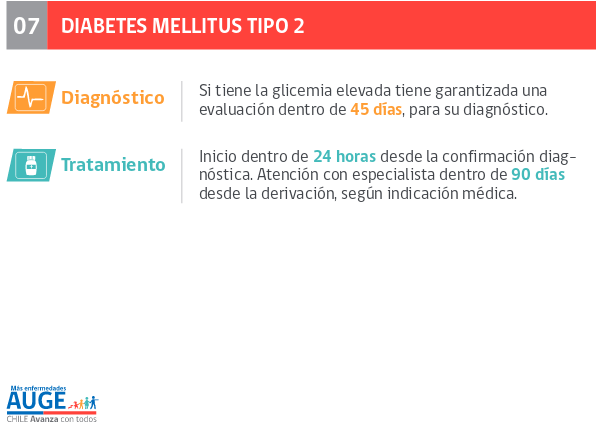 07 DIABETES MELLITUS TIPO 2
Diagnóstico
Si tiene la glicemia elevada tiene garantizada una
evaluación dentro de 45 días, para su diagnóstico.
Tratamiento
Inicio dentro de 24 horas desde la confirmación diag-
nóstica. Atención con especialista dentro de 90 días
desde la derivación, según indicación médica.
Más enfermedades
AUGE
CHILE Avanza con todos